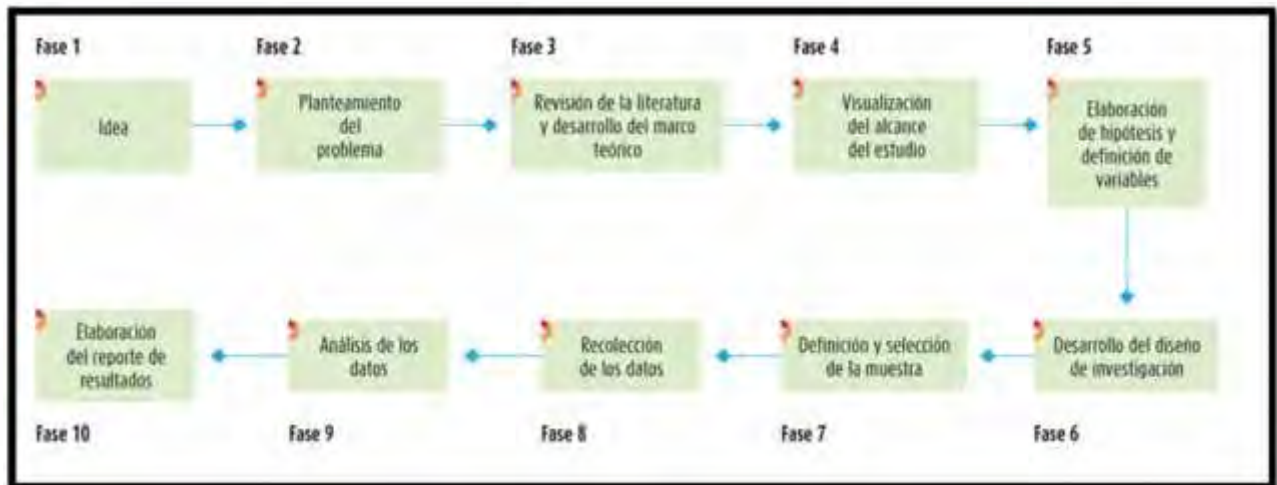 Fase 1
Idea
Fase 2
Planteamiento
del
problema
Fase 3
Revisión de la literatura
y desarrollo del marco
teórico
Fase 4
Visualización
del alcance
del estudio
Fase 5
Elaboración
de hipótesis y
definición de
variables
Desarrollo del diseño
de investigación
Fase 6
Definición y selección
de la muestra
Fase 7
Recolección
de los datos
Fase 8
Análisis de los
datos
Fase 9
Elaboración
del reporte de
resultados
Fase 10